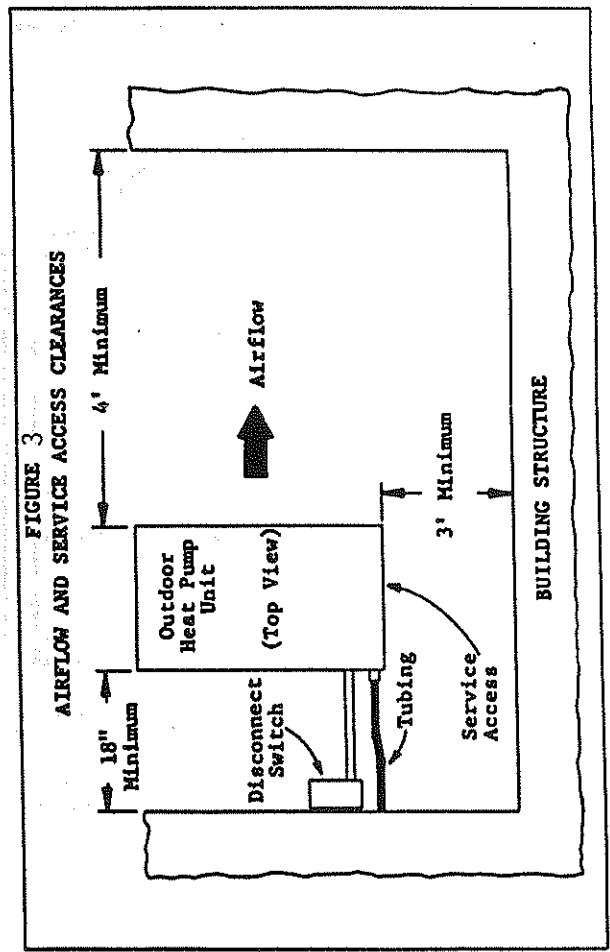 FIGURE 3
AIRFLOW AND SERVICE ACCESS CLEARANCES
18"
Minimum
4' Minimum
Outdoor
Heat Pump
Unit
(Top View)
Airflow
Disconnect
Switch
Tubing
Service
Access
3' Minimum
BUILDING STRUCTURE